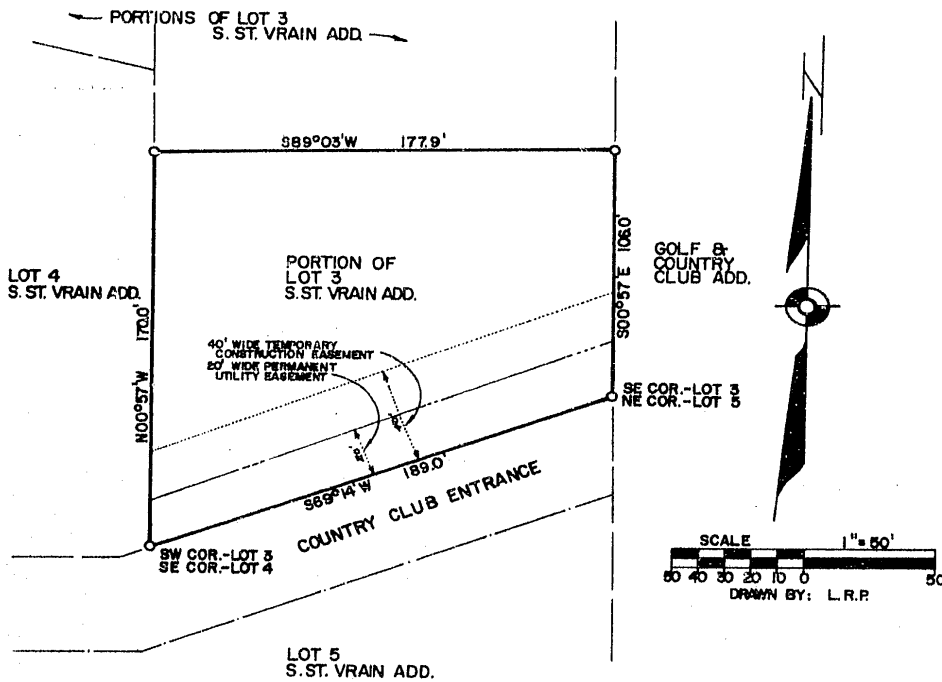 PORTIONS OF LOT 3
S. ST. VRAIN ADD.
S89°03'W 177.9'
LOT 4
S. ST. VRAIN ADD.
N00°57'W 170.0'
PORTION OF
LOT 3
S. ST. VRAIN ADD.
S00°57'E 106.0'
GOLF &
COUNTRY
CLUB ADD.
40' WIDE TEMPORARY
CONSTRUCTION EASEMENT
20' WIDE PERMANENT
UTILITY EASEMENT
40'
20'
SE COR.-LOT 3
NE COR.-LOT 5
S69°14'W 189.0'
COUNTRY CLUB ENTRANCE
SW COR.-LOT 3
SE COR.-LOT 4
LOT 5
S. ST. VRAIN ADD.
N
SCALE 1"=50'
50 40 30 20 10 0 50
DRAWN BY: L.R.P.